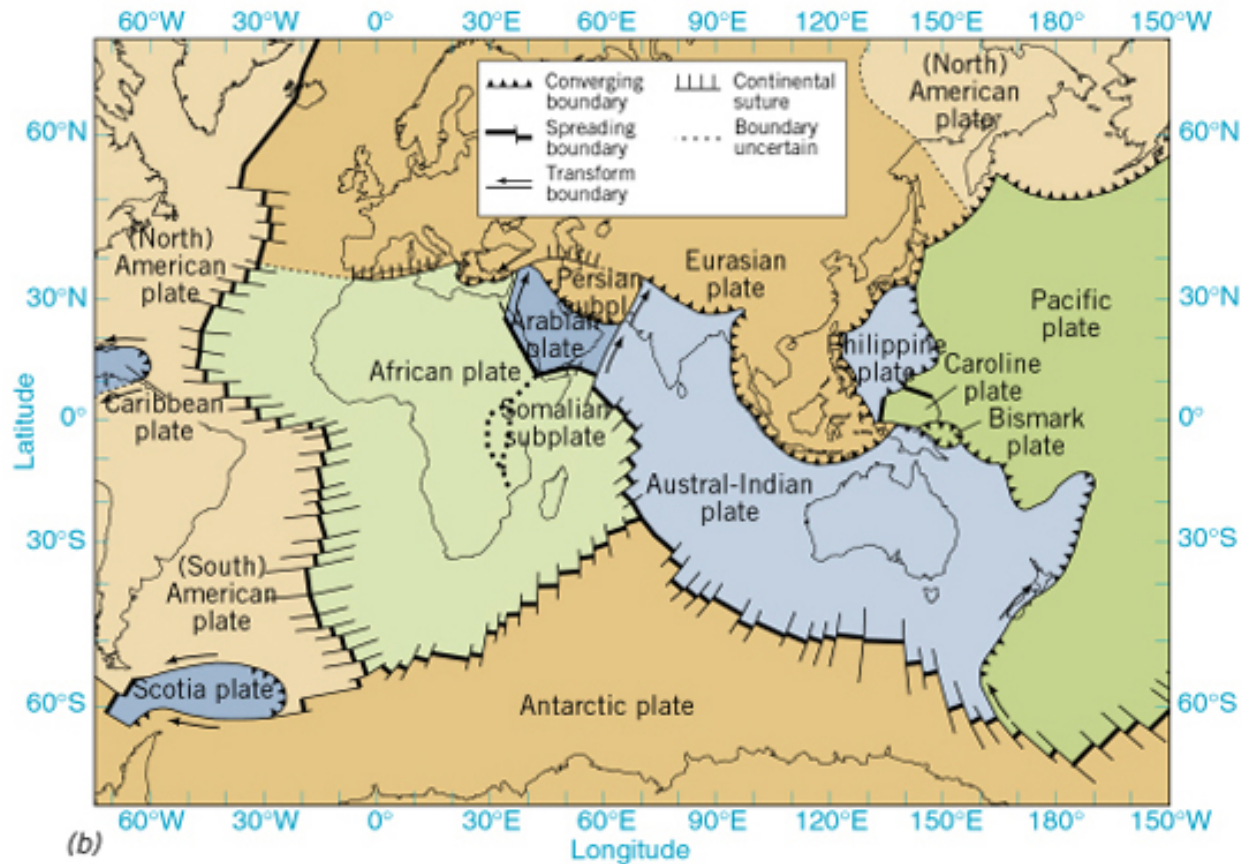 60°W 30°W 0° 30°E 60°E 90°E 120°E 150°E 180° 150°W
Converging
boundary
Spreading
boundary
Transform
boundary
Continental
suture
Boundary
uncertain
(North)
American
plate
60°N
60°N
(North)
American
plate
Eurasian
plate
Persian
subpl.
30°N
30°N
Arabian
plate
Pacific
plate
Philippine
plate
African plate
Caroline
plate
Caribbean
plate
Somalian
subplate
Bismark
plate
0°
0°
Latitude
Austral-Indian
plate
30°S
30°S
(South)
American
plate
Scotia plate
Antarctic plate
60°S
60°S
60°W 30°W 0° 30°E 60°E 90°E 120°E 150°E 180° 150°W
(b)
Longitude